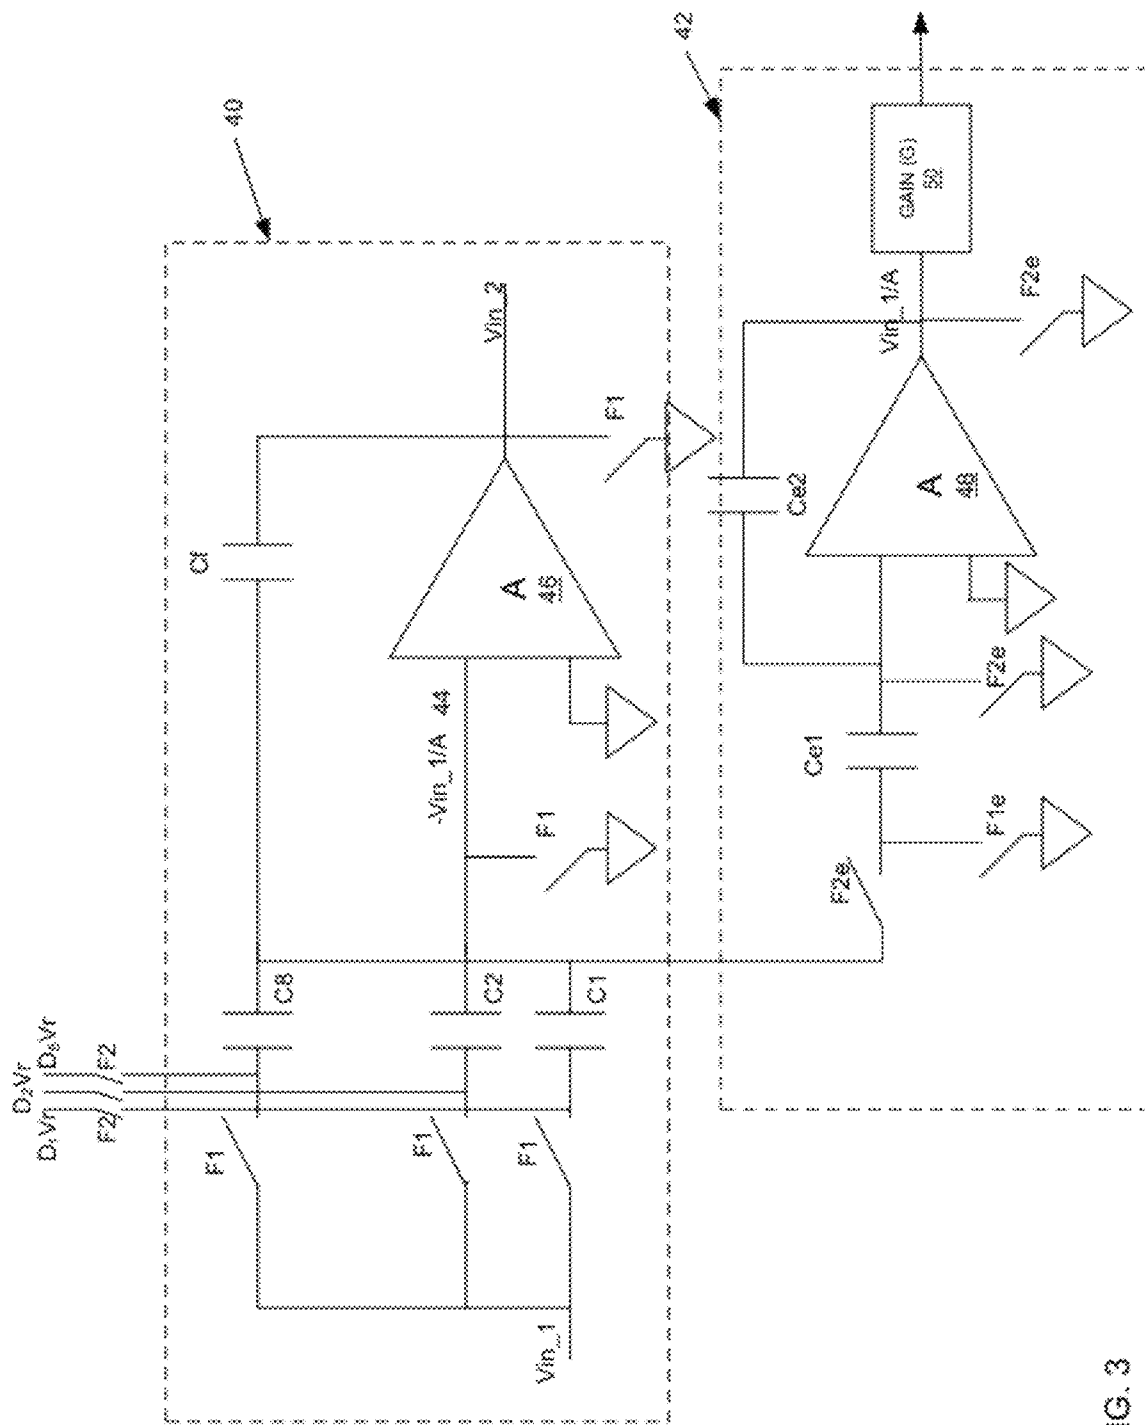 40
42
D₁Vr
D₂Vr
D₈Vr
F2
F2
F1
F1
F1
C8
C2
C1
Cf
Vin_1
-Vin_1/A 44
F1
A
46
Vin_2
F1
F2e
F1e
Ce1
F2e
Ce2
A
48
Vin_1/A
F2e
GAIN (G)
50
G. 3